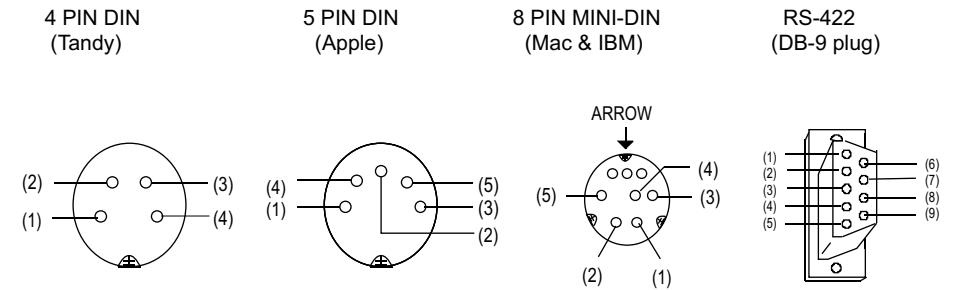 4 PIN DIN
(Tandy)
5 PIN DIN
(Apple)
8 PIN MINI-DIN
(Mac & IBM)
RS-422
(DB-9 plug)
(2)
(3)
(1)
(4)
(4)
(5)
(1)
(3)
(2)
ARROW
(4)
(5)
(3)
(2)
(1)
(1)
(2)
(3)
(4)
(5)
(6)
(7)
(8)
(9)